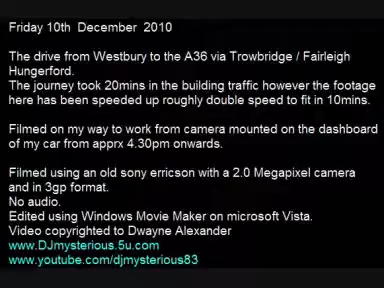 Friday 10th December 2010
The drive from Westbury to the A36 via Trowbridge / Fairleigh
Hungerford.
The journey took 20mins in the building traffic however the footage
here has been speeded up roughly double speed to fit in 10mins.
Filmed on my way to work from camera mounted on the dashboard
of my car from apprx 4.30pm onwards.
Filmed using an old sony erricson with a 2.0 Megapixel camera
and in 3gp format.
No audio.
Edited using Windows Movie Maker on microsoft Vista.
Video copyrighted to Dwayne Alexander
www.DJmysterious.5u.com
www.youtube.com/djmysterious83